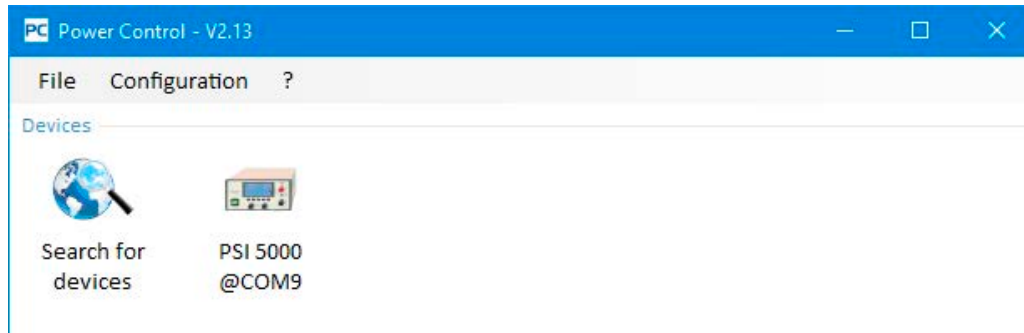 PC Power Control - V2.13
File Configuration ?
Devices
Search for devices
PSI 5000 @COM9